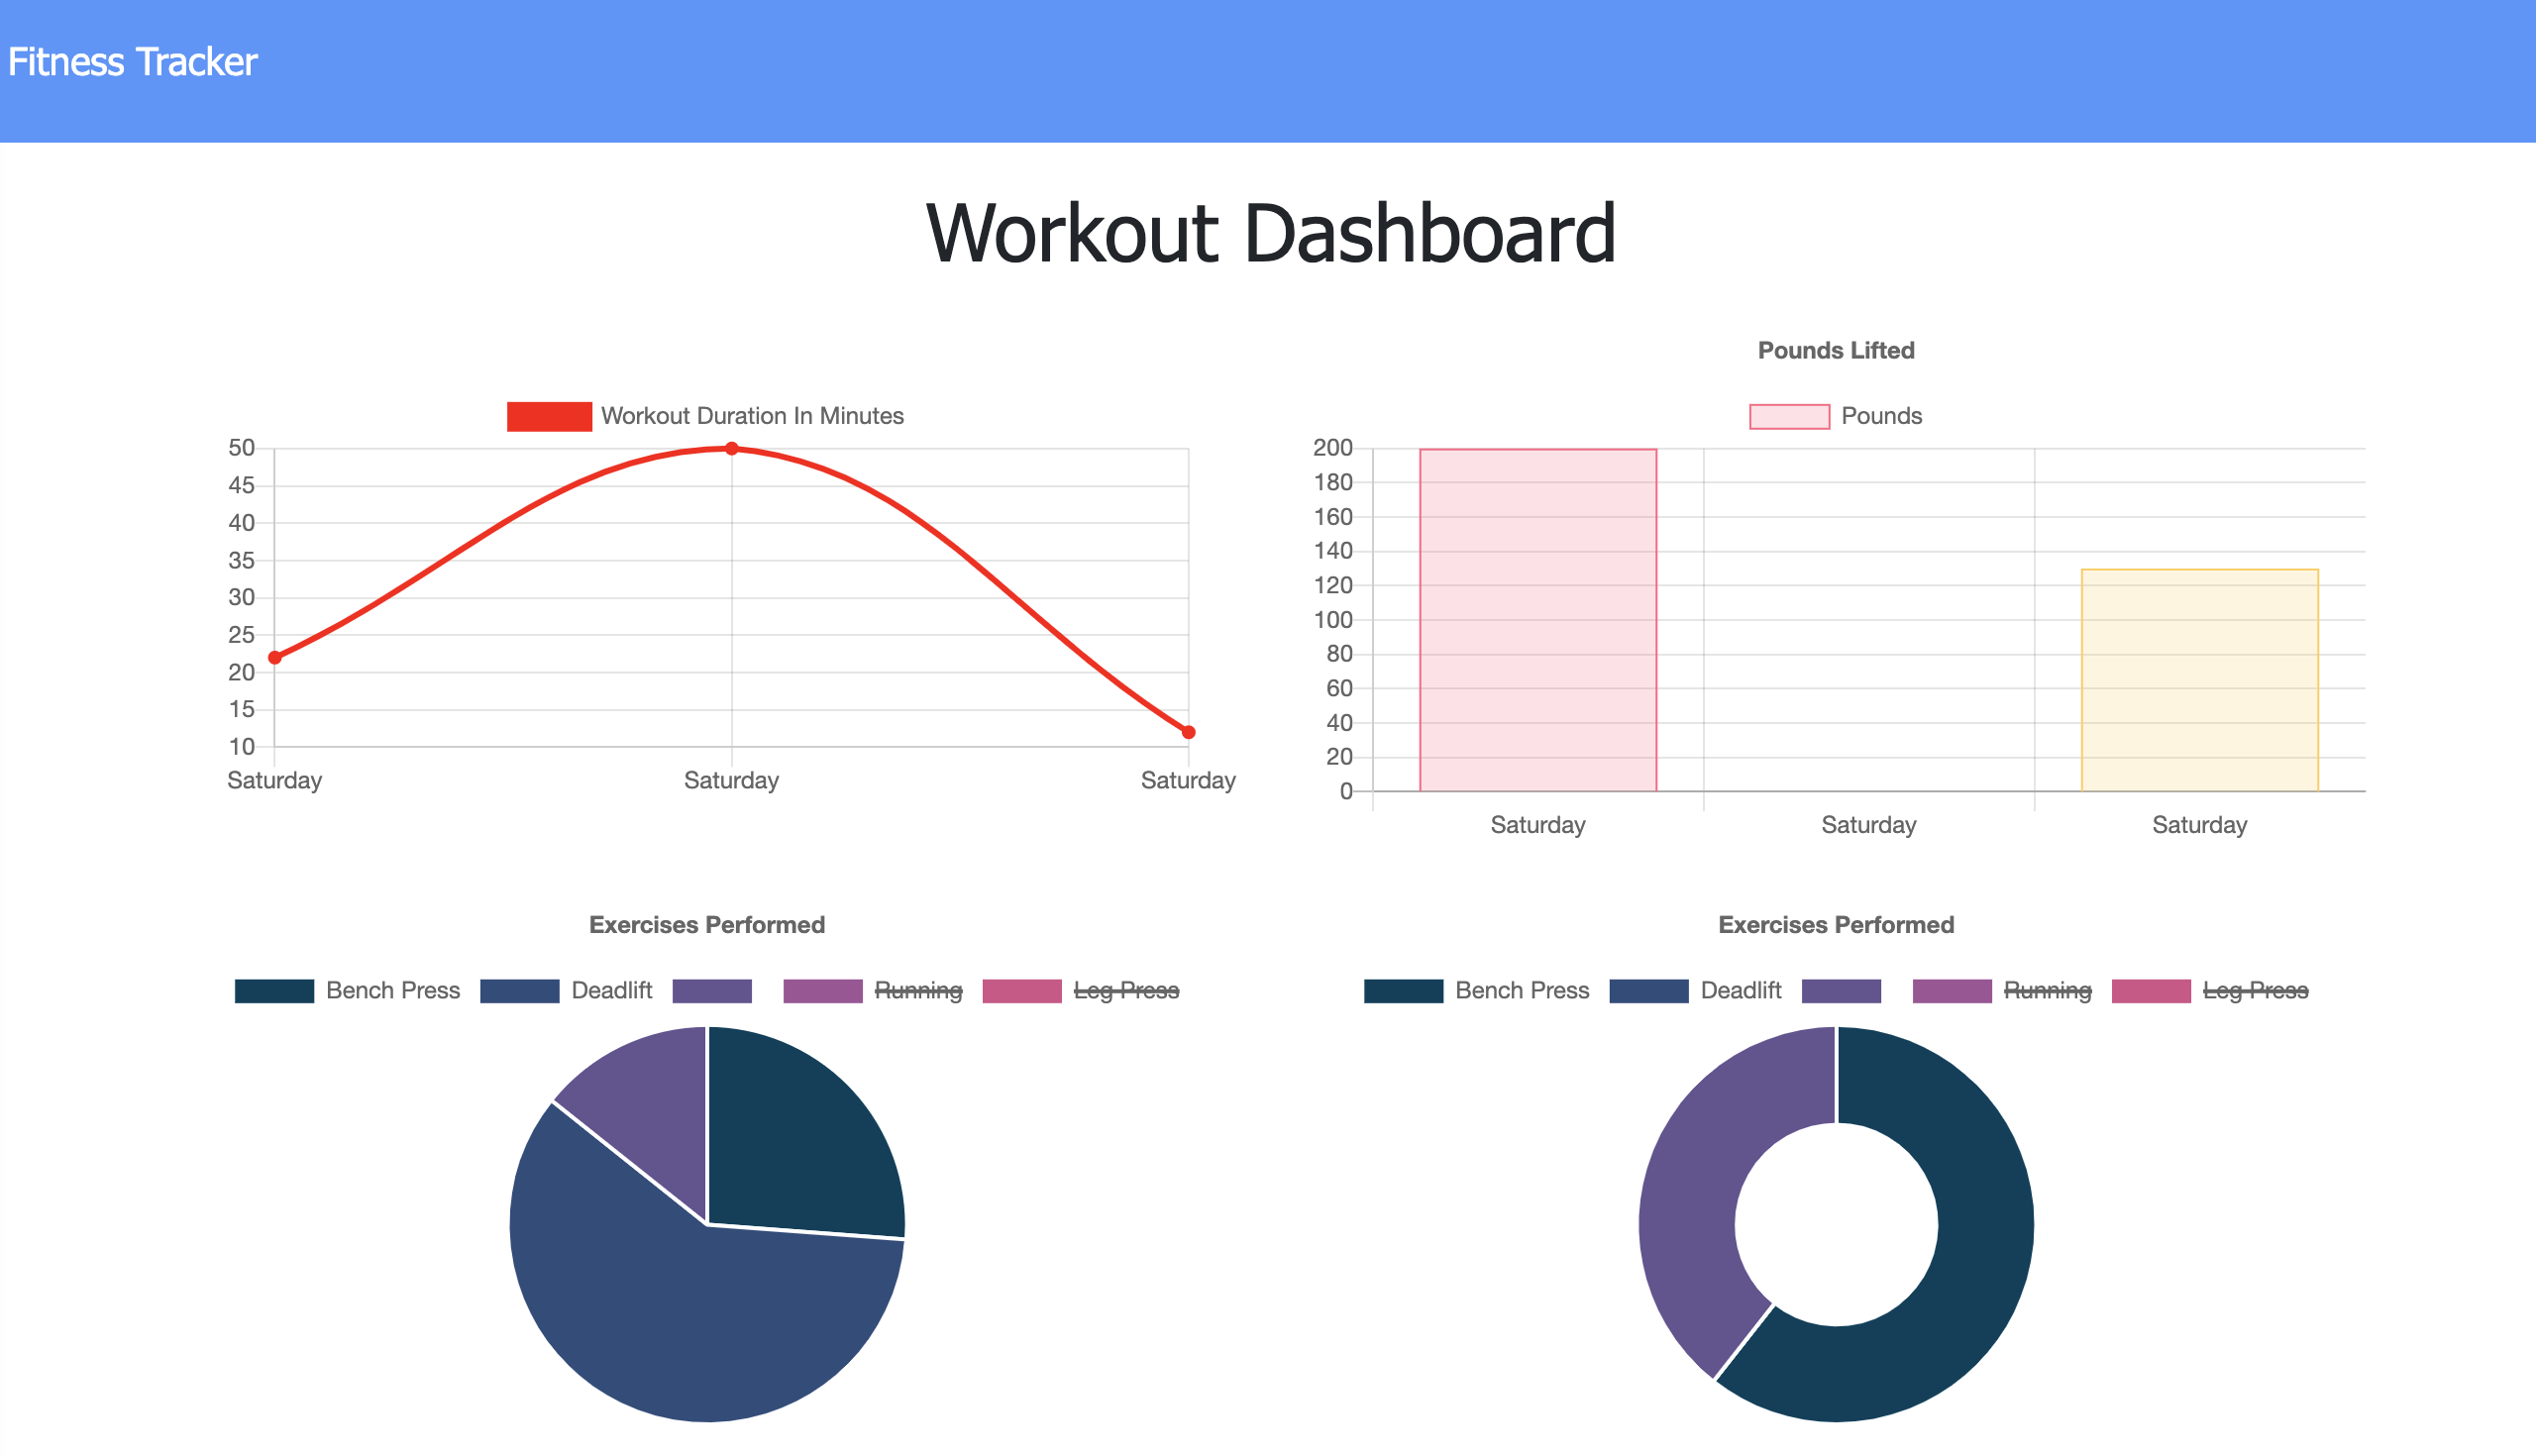 Fitness Tracker
Workout Dashboard
Workout Duration In Minutes
50
45
40
35
30
25
20
15
10
Saturday Saturday Saturday
Pounds Lifted
Pounds
200
180
160
140
120
100
80
60
40
20
0
Saturday Saturday Saturday
Exercises Performed
Bench Press Deadlift Running Leg Press
Exercises Performed
Bench Press Deadlift Running Leg Press